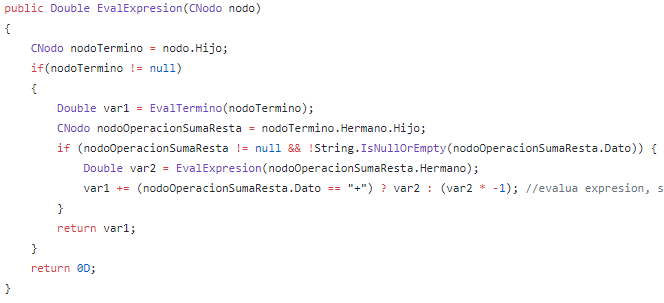 public Double EvalExpresion(CNodo nodo)
{
    CNodo nodoTermino = nodo.Hijo;
    if(nodoTermino != null)
    {
        Double var1 = EvalTermino(nodoTermino);
        CNodo nodoOperacionSumaResta = nodoTermino.Hermano.Hijo;
        if (nodoOperacionSumaResta != null && !String.IsNullOrEmpty(nodoOperacionSumaResta.Dato)) {
            Double var2 = EvalExpresion(nodoOperacionSumaResta.Hermano);
            var1 += (nodoOperacionSumaResta.Dato == "+") ? var2 : (var2 * -1); //evalua expresion, s
        }
        return var1;
    }
    return 0D;
}